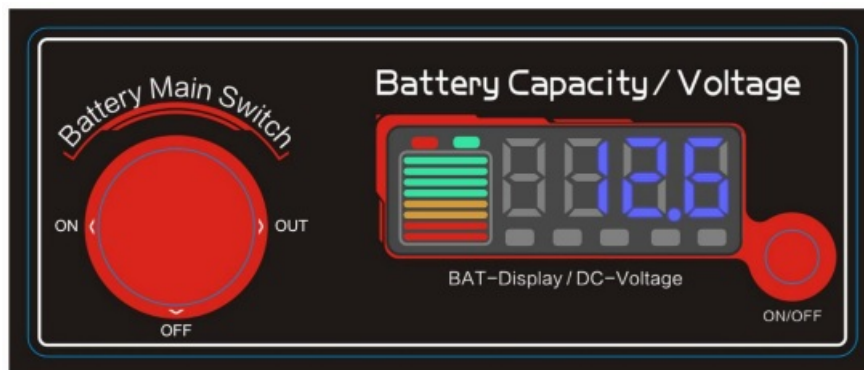 Battery Main Switch
ON
OUT
OFF
Battery Capacity/Voltage
12.6
BAT-Display/DC-Voltage
ON/OFF